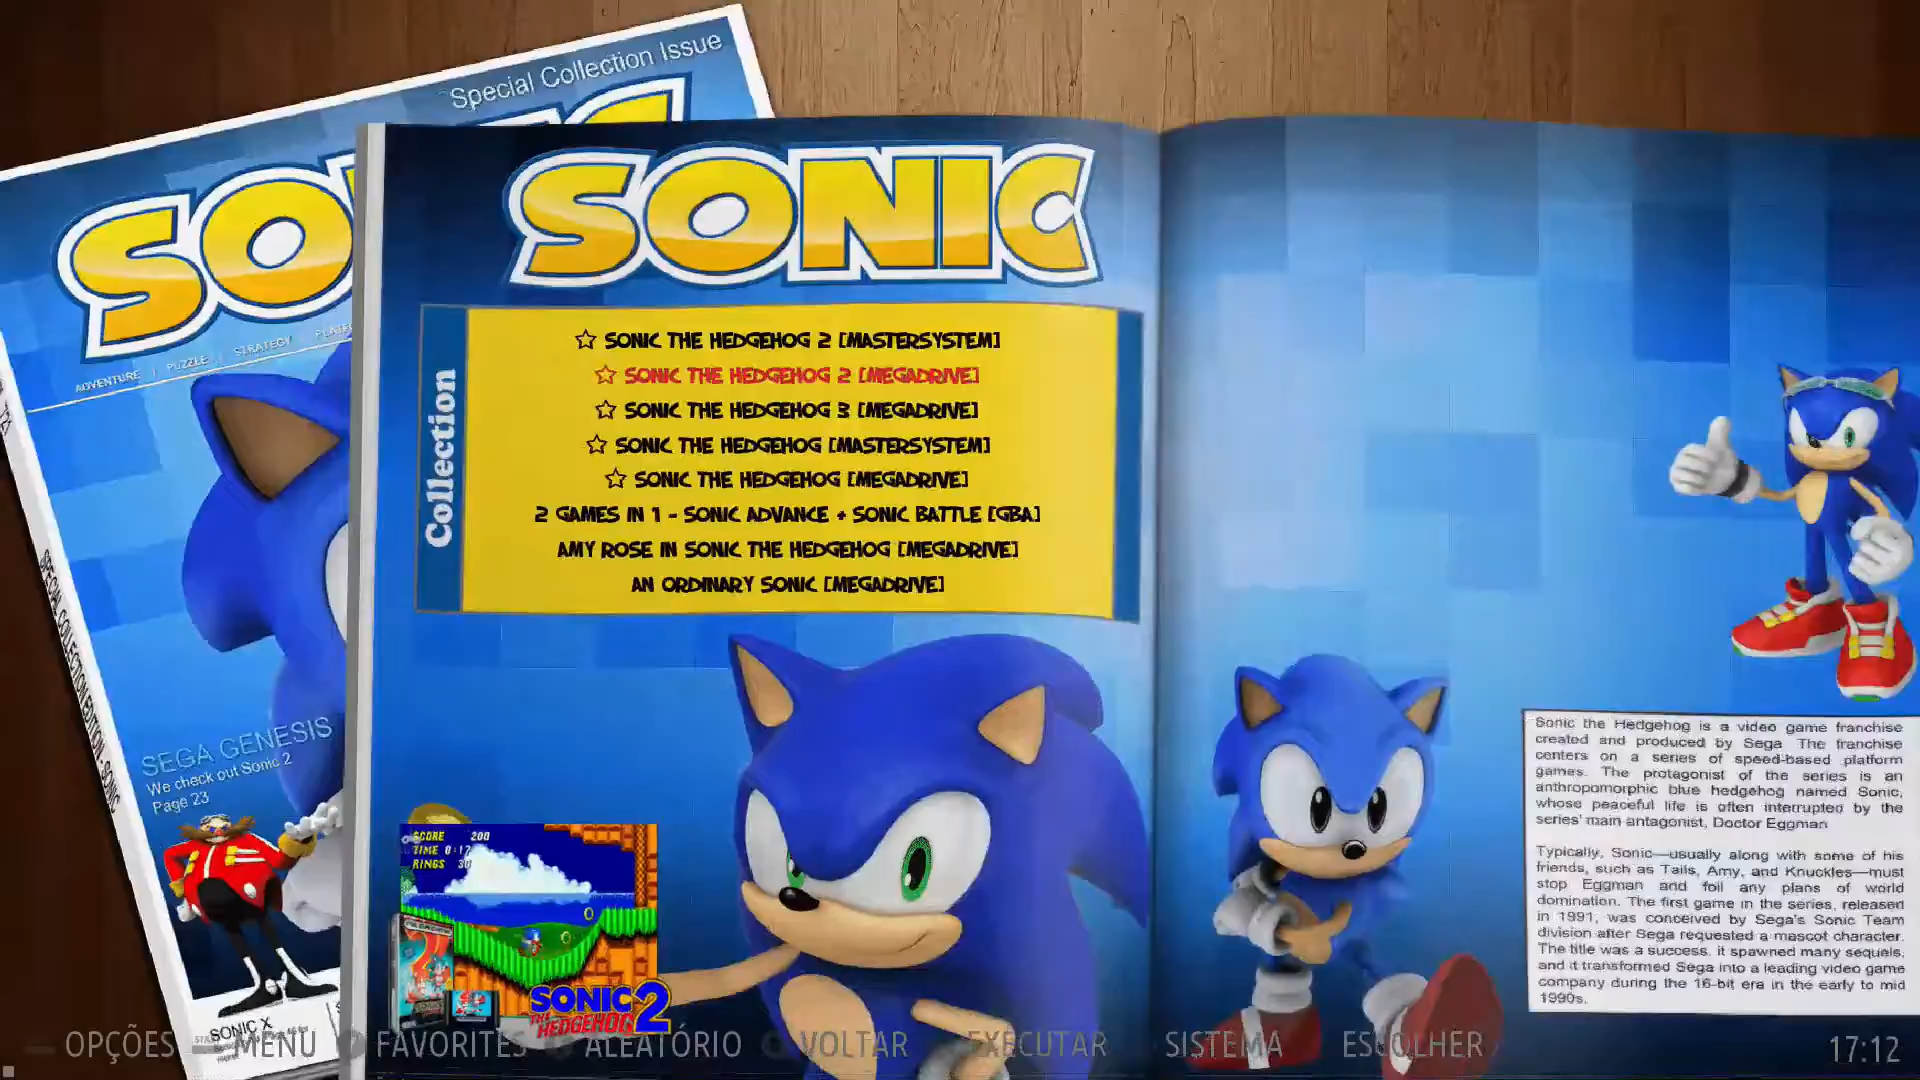 Special Collection Issue
SONIC
ADVENTURE | PUZZLE | STRATEGY
SEGA GENESIS
We check out Sonic 2
Page 23
SPECIAL COLLECTION EDITION - SONIC
SONIC X
SONIC
Collection
☆ SONIC THE HEDGEHOG 2 [MASTERSYSTEM]
☆ SONIC THE HEDGEHOG 2 [MEGADRIVE]
☆ SONIC THE HEDGEHOG 3 [MEGADRIVE]
☆ SONIC THE HEDGEHOG [MASTERSYSTEM]
☆ SONIC THE HEDGEHOG [MEGADRIVE]
2 GAMES IN 1 - SONIC ADVANCE + SONIC BATTLE [GBA]
AMY ROSE IN SONIC THE HEDGEHOG [MEGADRIVE]
AN ORDINARY SONIC [MEGADRIVE]
SCORE 200
TIME 0:17
RINGS 30
SONIC 2
THE HEDGEHOG
Sonic the Hedgehog is a video game franchise
created and produced by Sega The franchise
centers on a series of speed-based platform
games. The protagonist of the series is an
anthropomorphic blue hedgehog named Sonic,
whose peaceful life is often interrupted by the
series' main antagonist, Doctor Eggman
Typically, Sonic—usually along with some of his
friends, such as Tails, Amy, and Knuckles—must
stop Eggman and foil any plans of world
domination. The first game in the series, released
in 1991, was conceived by Sega's Sonic Team
division after Sega requested a mascot character.
The title was a success, it spawned many sequels,
and it transformed Sega into a leading video game
company during the 16-bit era in the early to mid
1990s.
OPÇÕES MENU FAVORITES ALEATÓRIO VOLTAR EXECUTAR SISTEMA ESCOLHER 17:12